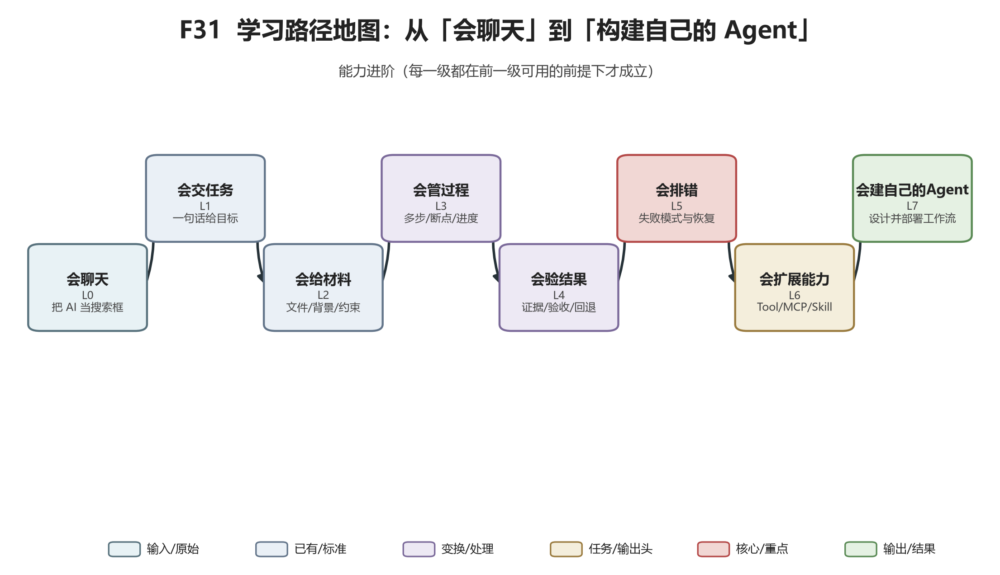 F31 学习路径地图：从「会聊天」到「构建自己的 Agent」
能力进阶（每一级都在前一级可用的前提下才成立）
会聊天
L0
把 AI 当搜索框
会交任务
L1
一句话给目标
会给材料
L2
文件/背景/约束
会管过程
L3
多步/断点/进度
会验结果
L4
证据/验收/回退
会排错
L5
失败模式与恢复
会扩展能力
L6
Tool/MCP/Skill
会建自己的Agent
L7
设计并部署工作流
输入/原始
已有/标准
变换/处理
任务/输出头
核心/重点
输出/结果